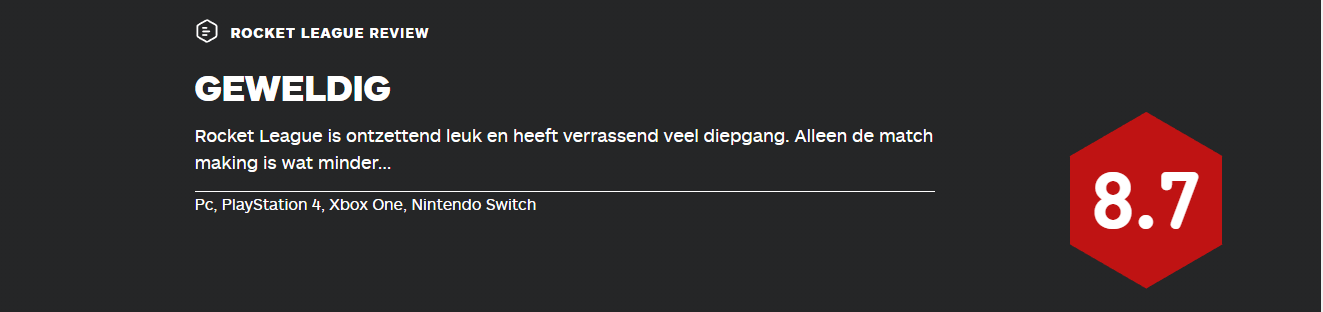 ROCKET LEAGUE REVIEW
GEWELDIG
Rocket League is ontzettend leuk en heeft verrassend veel diepgang. Alleen de match
making is wat minder...
Pc, PlayStation 4, Xbox One, Nintendo Switch
8.7